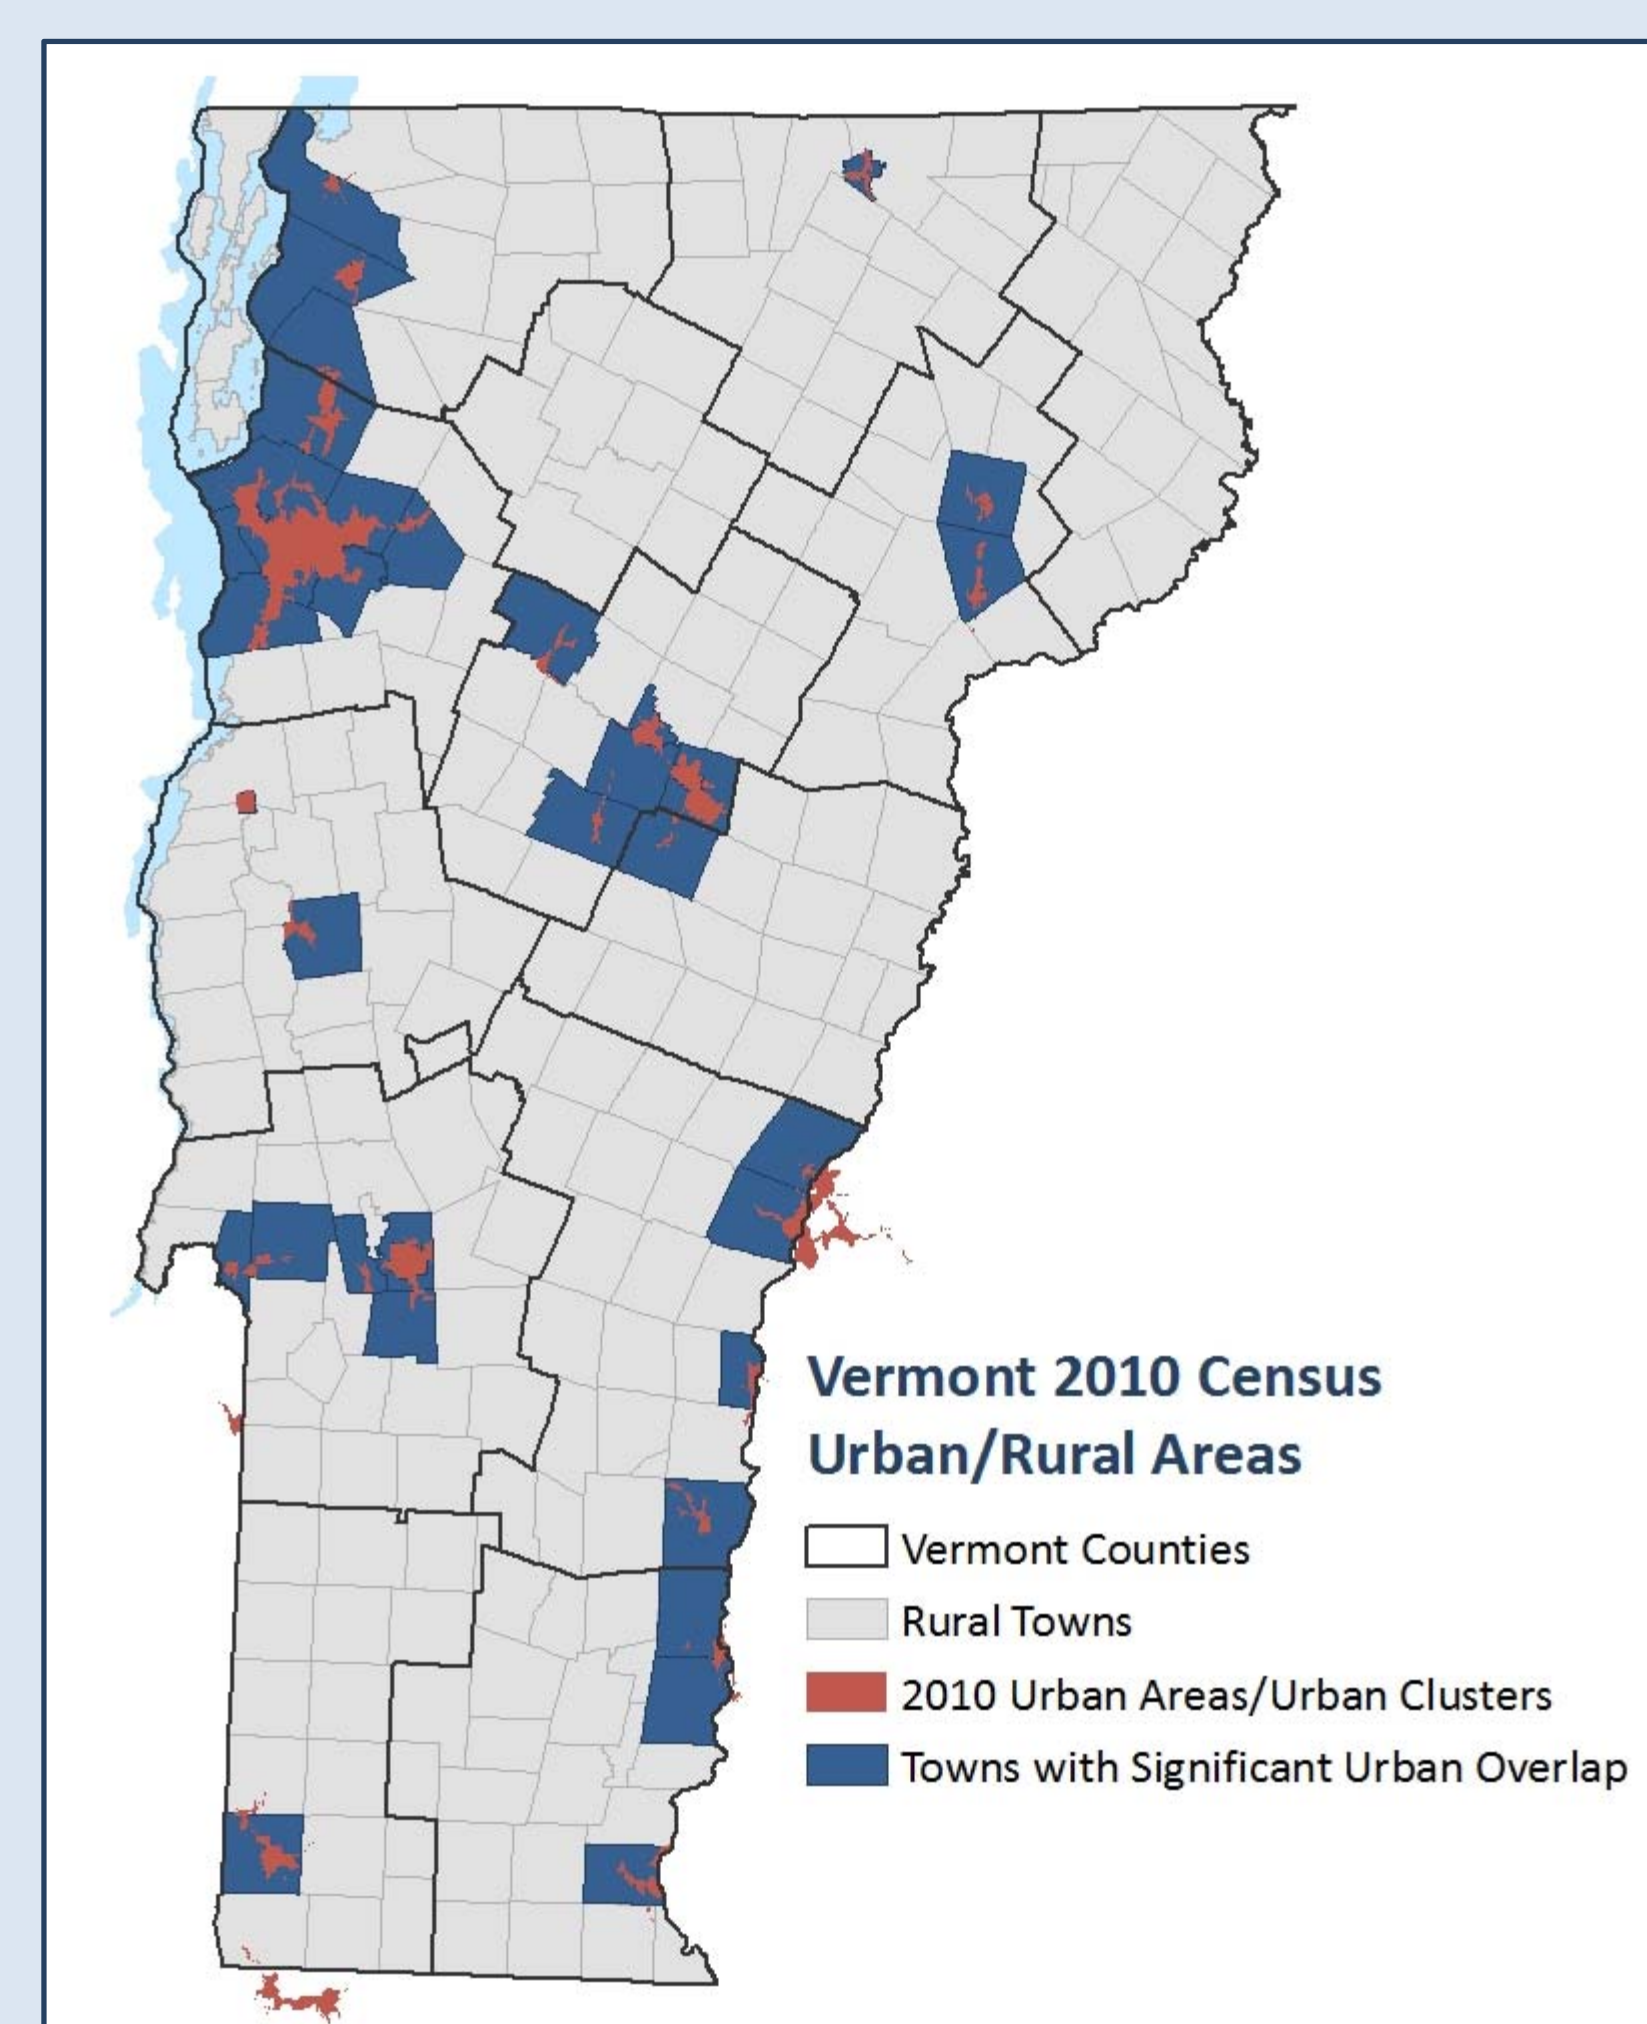 Vermont 2010 Census
Urban/Rural Areas
Vermont Counties
Rural Towns
2010 Urban Areas/Urban Clusters
Towns with Significant Urban Overlap